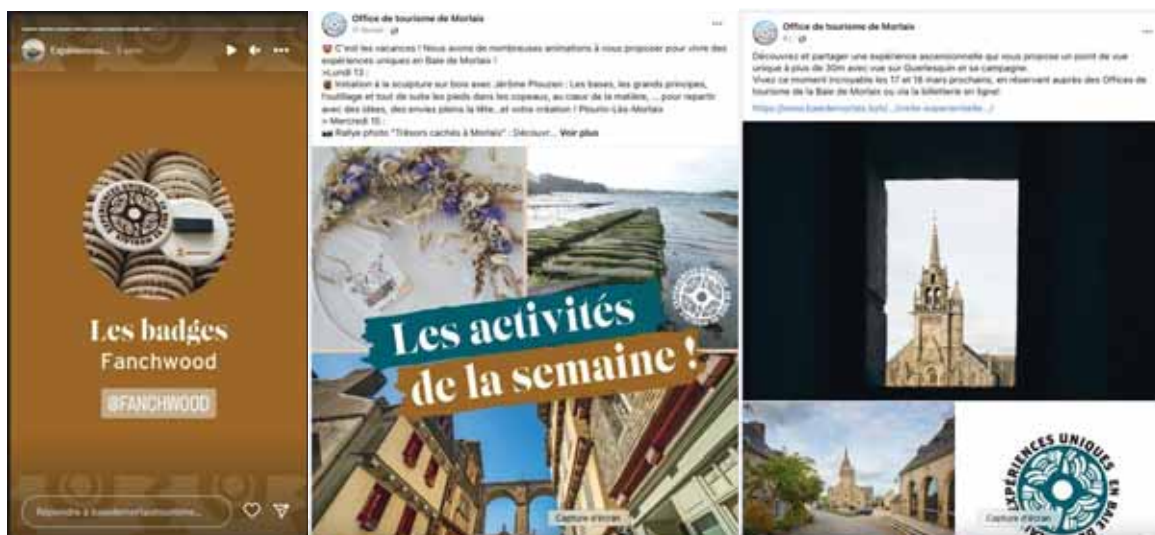 Expériences...
Les badges
Fanchwood
@FANCHWOOD
Répondre à baiedemorlaixtourisme...
Office de tourisme de Morlaix
C'est les vacances ! Nous avons de nombreuses animations à vous proposer pour vivre des
expériences uniques en Baie de Morlaix !
>Lundi 13 :
Initiation à la sculpture sur bois avec Jérôme Plouzen : Les bases, les grands principes,
l'outillage et tout de suite les pieds dans les copeaux, au cœur de la matière, ... pour repartir
avec des idées, des envies pleins la tête...et votre création ! Plourin-Lès-Morlaix
> Mercredi 15 :
Rallye photo "Trésors cachés à Morlaix" : Découvr... Voir plus
Les activités
de la semaine !
Capture d'écran
Office de tourisme de Morlaix
Découvrez et partager une expérience ascensionnelle qui vous propose un point de vue
unique à plus de 30m avec vue sur Guerlesquin et sa campagne.
Vivez ce moment incroyable les 17 et 18 mars prochains, en réservant auprès des Offices de
tourisme de la Baie de Morlaix ou via la billetterie en ligne!
EXPÉRIENCES UNIQUES EN BAIE DE
Capture d'écran